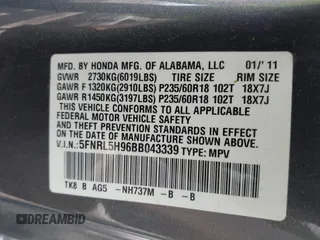 MFD. BY HONDA MFG. OF ALABAMA, LLC 01/'11
GVWR 2730KG(6019LBS) TIRE SIZE RIM SIZE
GAWR F 1320KG(2910LBS) P235/60R18 102T 18X7J
GAWR R1450KG(3197LBS) P235/60R18 102T 18X7J
THIS VEHICLE CONFORMS TO ALL APPLICABLE FEDERAL
MOTOR VEHICLE SAFETY AND THEFT PREVENTION
STANDARDS IN EFFECT ON THE DATE OF MANUFACTURE
SHOWN ABOVE.
V.I.N.: 5FNRL5H96BB043339 TYPE: MPV
TK8 B AG5 -NH737M -B -B
DREAMBID